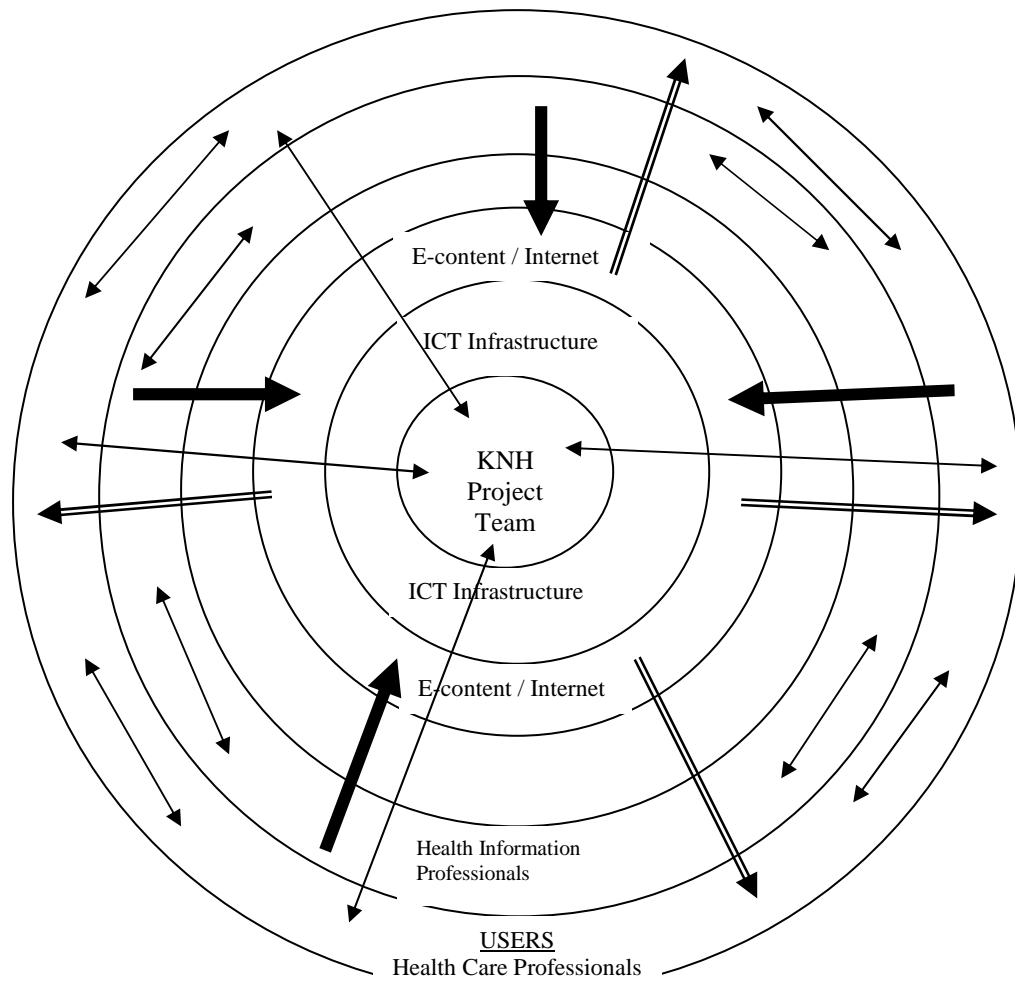 E-content / Internet
ICT Infrastructure
KNH
Project
Team
ICT Infrastructure
E-content / Internet
Health Information
Professionals
USERS
Health Care Professionals